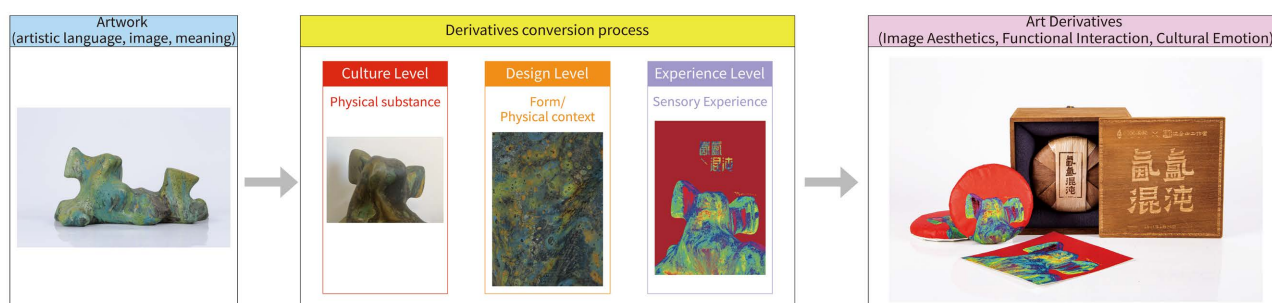 Artwork
(artistic language, image, meaning)
Derivatives conversion process
Culture Level
Physical substance
Design Level
Form/
Physical context
Experience Level
Sensory Experience
混沌
Art Derivatives
(Image Aesthetics, Functional Interaction, Cultural Emotion)
混沌
混沌